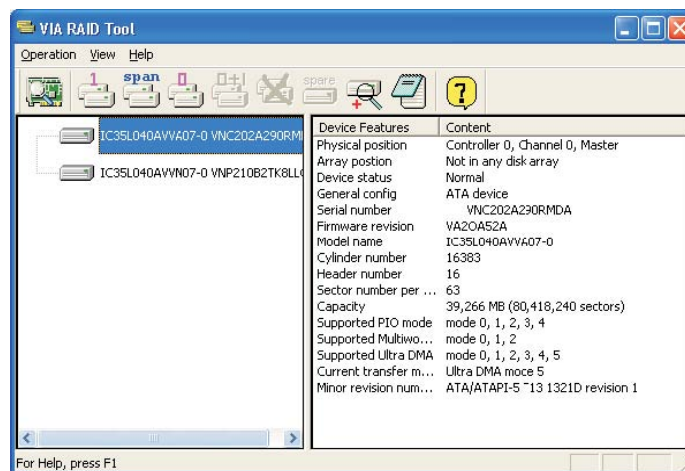 VIA RAID Tool
Operation View Help
1 span 0 0+1 spare
IC35L040AVVA07-0 VNC202A290RMD
IC35L040AVVN07-0 VNP210B2TK8LL
Device Features Content
Physical position Controller 0, Channel 0, Master
Array postion Not in any disk array
Device status Normal
General config ATA device
Serial number VNC202A290RMDA
Firmware revision VA2OA52A
Model name IC35L040AVVA07-0
Cylinder number 16383
Header number 16
Sector number per ... 63
Capacity 39,266 MB (80,418,240 sectors)
Supported PIO mode mode 0, 1, 2, 3, 4
Supported Multiwo... mode 0, 1, 2
Supported Ultra DMA mode 0, 1, 2, 3, 4, 5
Current transfer m... Ultra DMA moce 5
Minor revision num... ATA/ATAPI-5 T13 1321D revision 1
For Help, press F1